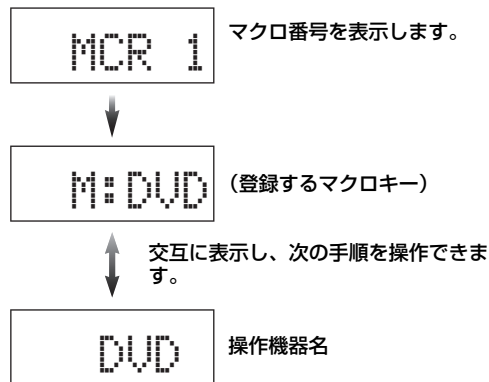 MCR 1
マクロ番号を表示します。
M:DVD
（登録するマクロキー）
交互に表示し、次の手順を操作できま
す。
DVD
操作機器名